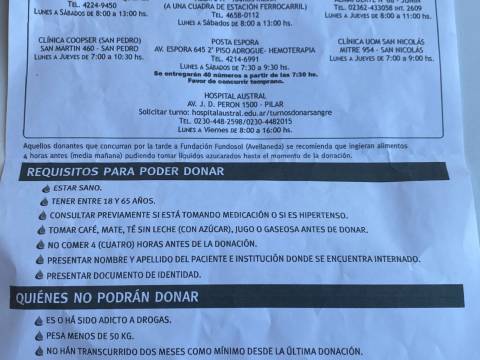 TEL. 4224-9450
LUNES A SÁBADOS DE 8:00 A 13:00 hs.
(A UNA CUADRA DE ESTACIÓN FERROCARRIL)
TEL. 4658-0112
LUNES A SÁBADOS DE 8:00 a 13:00 hs.
TEL. 02362-433058 INT. 2609
LUNES A JUEVES DE 8:00 a 11:00 hs.
CLÍNICA COOPSER (SAN PEDRO)
SAN MARTIN 460 - SAN PEDRO
LUNES A JUEVES DE 7:00 a 10:30 hs.
POSTA ESPORA
AV. ESPORA 645 2° PISO ADROGUE- HEMOTERAPIA
TEL. 4214-6991
LUNES A SÁBADOS DE 7:30 a 9:30 hs.
Se entregarán 40 números a partir de las 7:30 hs.
Favor de concurrir temprano.
CLÍNICA UOM SAN NICOLÁS
MITRE 954 - SAN NICOLÁS
LUNES A JUEVES DE 7:00 a 9:00 hs.
HOSPITAL AUSTRAL
AV. J. D. PERON 1500 - PILAR
Solicitar turno: hospitalaustral.edu.ar/turnosdonarsangre
TEL: 0230-448-2598/0230-4482015
LUNES A Viernes DE 8:00 a 16:00 hs.
Aquellos donantes que concurran por la tarde a Fundación Fundosol (Avellaneda) se recomienda que ingieran alimentos
4 horas antes (media mañana) pudiendo tomar líquidos azucarados hasta el momento de la donación.
REQUISITOS PARA PODER DONAR
ESTAR SANO.
TENER ENTRE 18 Y 65 AÑOS.
CONSULTAR PREVIAMENTE SI ESTÁ TOMANDO MEDICACIÓN O SI ES HIPERTENSO.
TOMAR CAFÉ, MATE, TÉ SIN LECHE (CON AZÚCAR), JUGO O GASEOSA ANTES DE DONAR.
NO COMER 4 (CUATRO) HORAS ANTES DE LA DONACIÓN.
PRESENTAR NOMBRE Y APELLIDO DEL PACIENTE E INSTITUCIÓN DONDE SE ENCUENTRA INTERNADO.
PRESENTAR DOCUMENTO DE IDENTIDAD.
QUIÉNES NO PODRÁN DONAR
ES O HÁ SIDO ADICTO A DROGAS.
PESA MENOS DE 50 KG.
NO HÁN TRANSCURRIDO DOS MESES COMO MÍNIMO DESDE LA ÚLTIMA DONACIÓN.